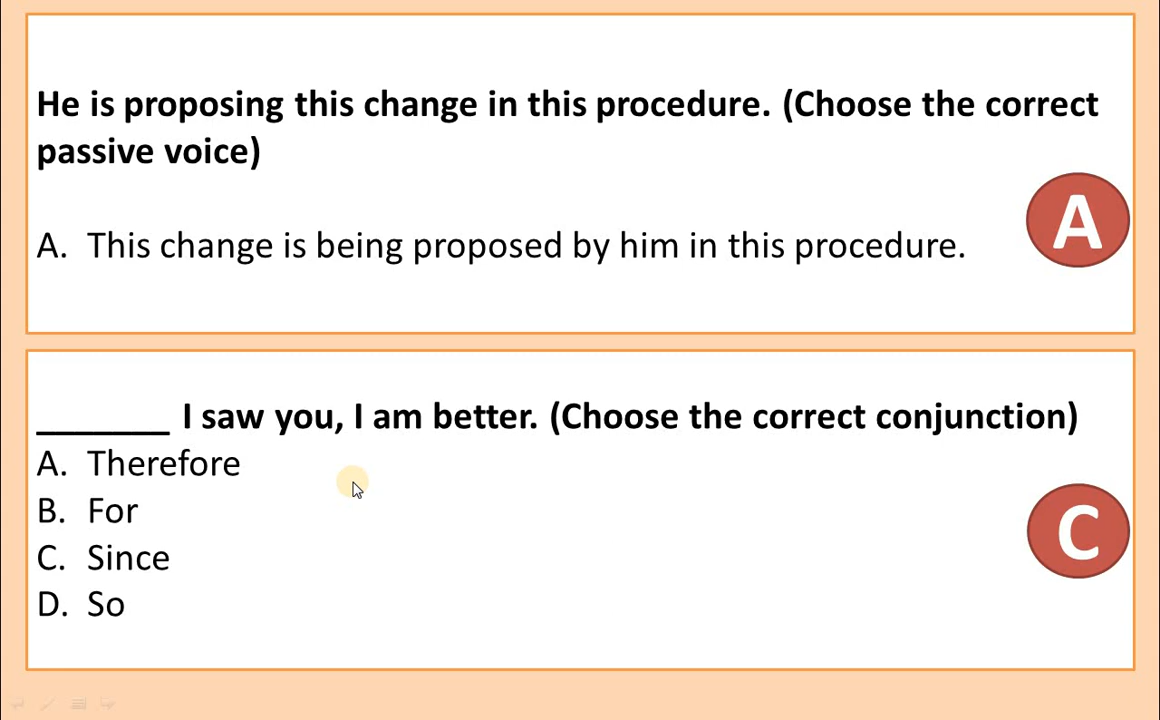 He is proposing this change in this procedure. (Choose the correct
passive voice)
A. This change is being proposed by him in this procedure.
A
_______ I saw you, I am better. (Choose the correct conjunction)
A. Therefore
B. For
C. Since
D. So
C